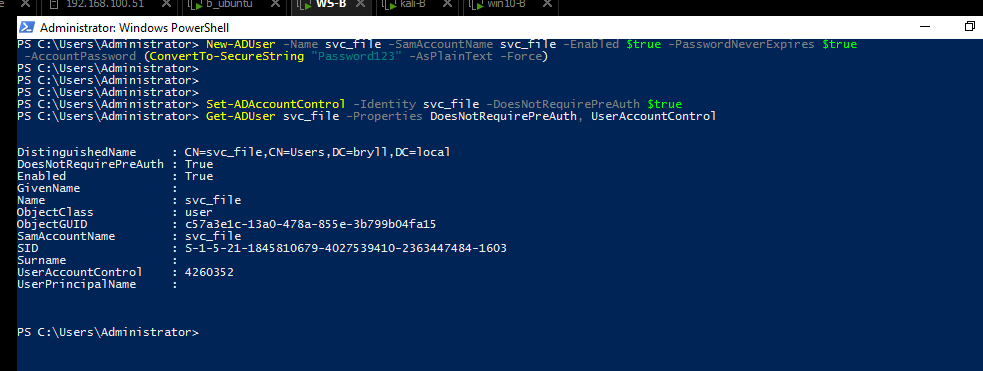 192.168.100.51 b_ubuntu WS-B kali-B win10-B
Administrator: Windows PowerShell
PS C:\Users\Administrator> New-ADUser -Name svc_file -SamAccountName svc_file -Enabled $true -PasswordNeverExpires $true
-AccountPassword (ConvertTo-SecureString "Password123" -AsPlainText -Force)
PS C:\Users\Administrator>
PS C:\Users\Administrator>
PS C:\Users\Administrator>
PS C:\Users\Administrator> Set-ADAccountControl -Identity svc_file -DoesNotRequirePreAuth $true
PS C:\Users\Administrator> Get-ADUser svc_file -Properties DoesNotRequirePreAuth, UserAccountControl
DistinguishedName : CN=svc_file,CN=Users,DC=bryll,DC=local
DoesNotRequirePreAuth : True
Enabled : True
GivenName :
Name : svc_file
ObjectClass : user
ObjectGUID : c57a3e1c-13a0-478a-855e-3b799b04fa15
SamAccountName : svc_file
SID : S-1-5-21-1845810679-4027539410-2363447484-1603
Surname :
UserAccountControl : 4260352
UserPrincipalName :
PS C:\Users\Administrator>